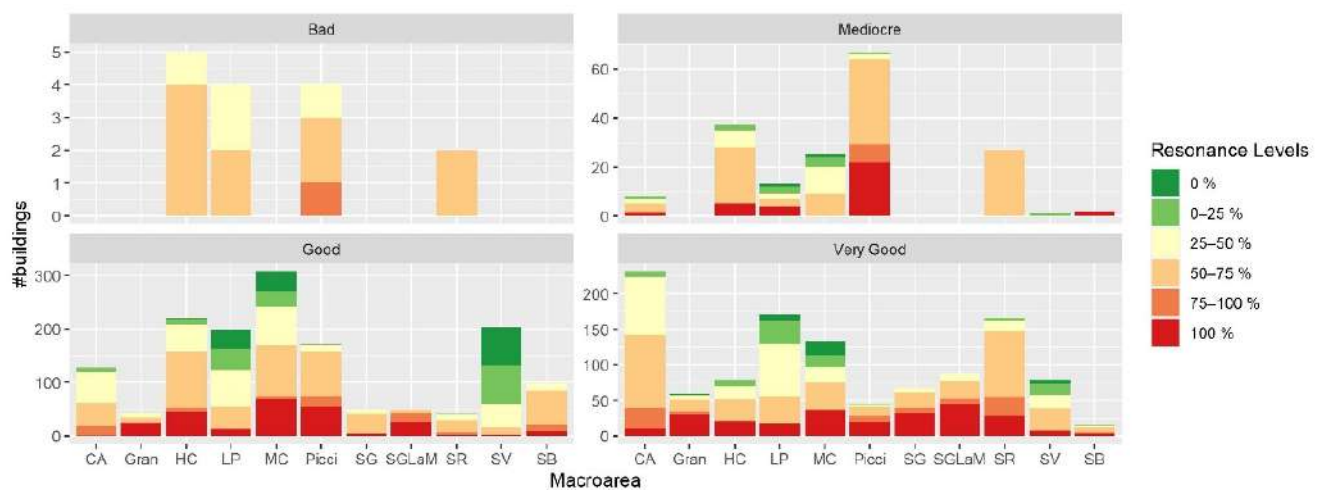 Bad
Mediocre
5
4
3
2
1
0
60
40
20
0
Good
Very Good
300
200
100
0
200
150
100
50
0
#buildings
CA Gran HC LP MC Picci SG SGLaM SR SV SB
CA Gran HC LP MC Picci SG SGLaM SR SV SB
Macroarea
Resonance Levels
0 %
0–25 %
25–50 %
50–75 %
75–100 %
100 %